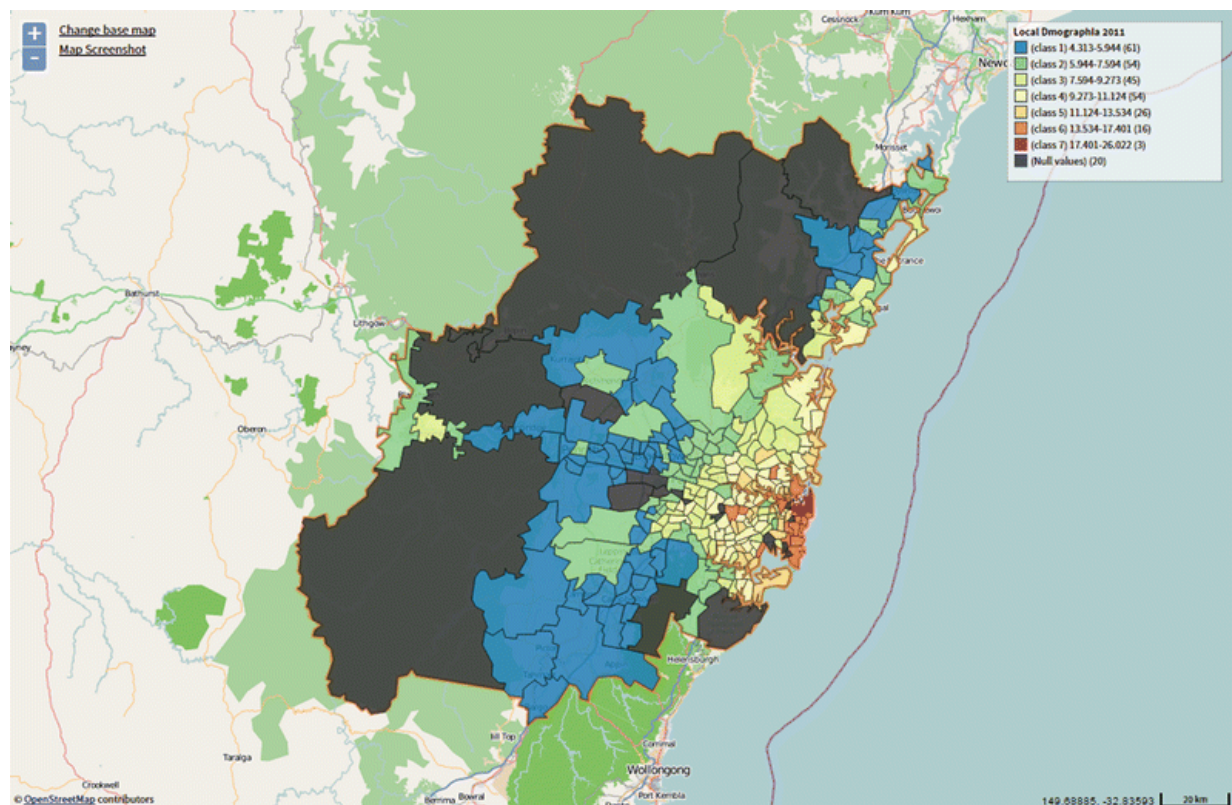 Change base map
Map Screenshot
Cessnock
Kurri Kurri
Hexham
Local Dmographia 2011
(class 1) 4.313-5.944 (61)
(class 2) 5.944-7.594 (54)
(class 3) 7.594-9.273 (45)
(class 4) 9.273-11.124 (54)
(class 5) 11.124-13.534 (26)
(class 6) 13.534-17.401 (16)
(class 7) 17.401-26.022 (3)
(Null values) (20)
Morisset
Bathurst
Lithgow
Oberon
Helensburgh
Hill Top
Taralga
Wollongong
Crookwell
Bowral
Port Kembla
© OpenStreetMap contributors
149.68885, -32.83593
20 km